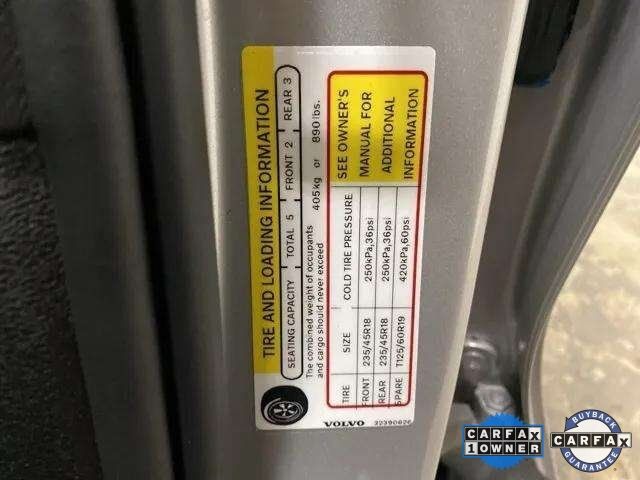 TIRE AND LOADING INFORMATION
SEATING CAPACITY TOTAL 5 FRONT 2 REAR 3
The combined weight of occupants
and cargo should never exceed 405kg or 890lbs.
TIRE SIZE COLD TIRE PRESSURE
FRONT 235/45R18 250kPa,36psi
REAR 235/45R18 250kPa,36psi
SPARE T125/60R19 420kPa,60psi
SEE OWNER'S
MANUAL FOR
ADDITIONAL
INFORMATION
VOLVO 32390826
CARFAX
1 OWNER
BUYBACK
CARFAX
GUARANTEE